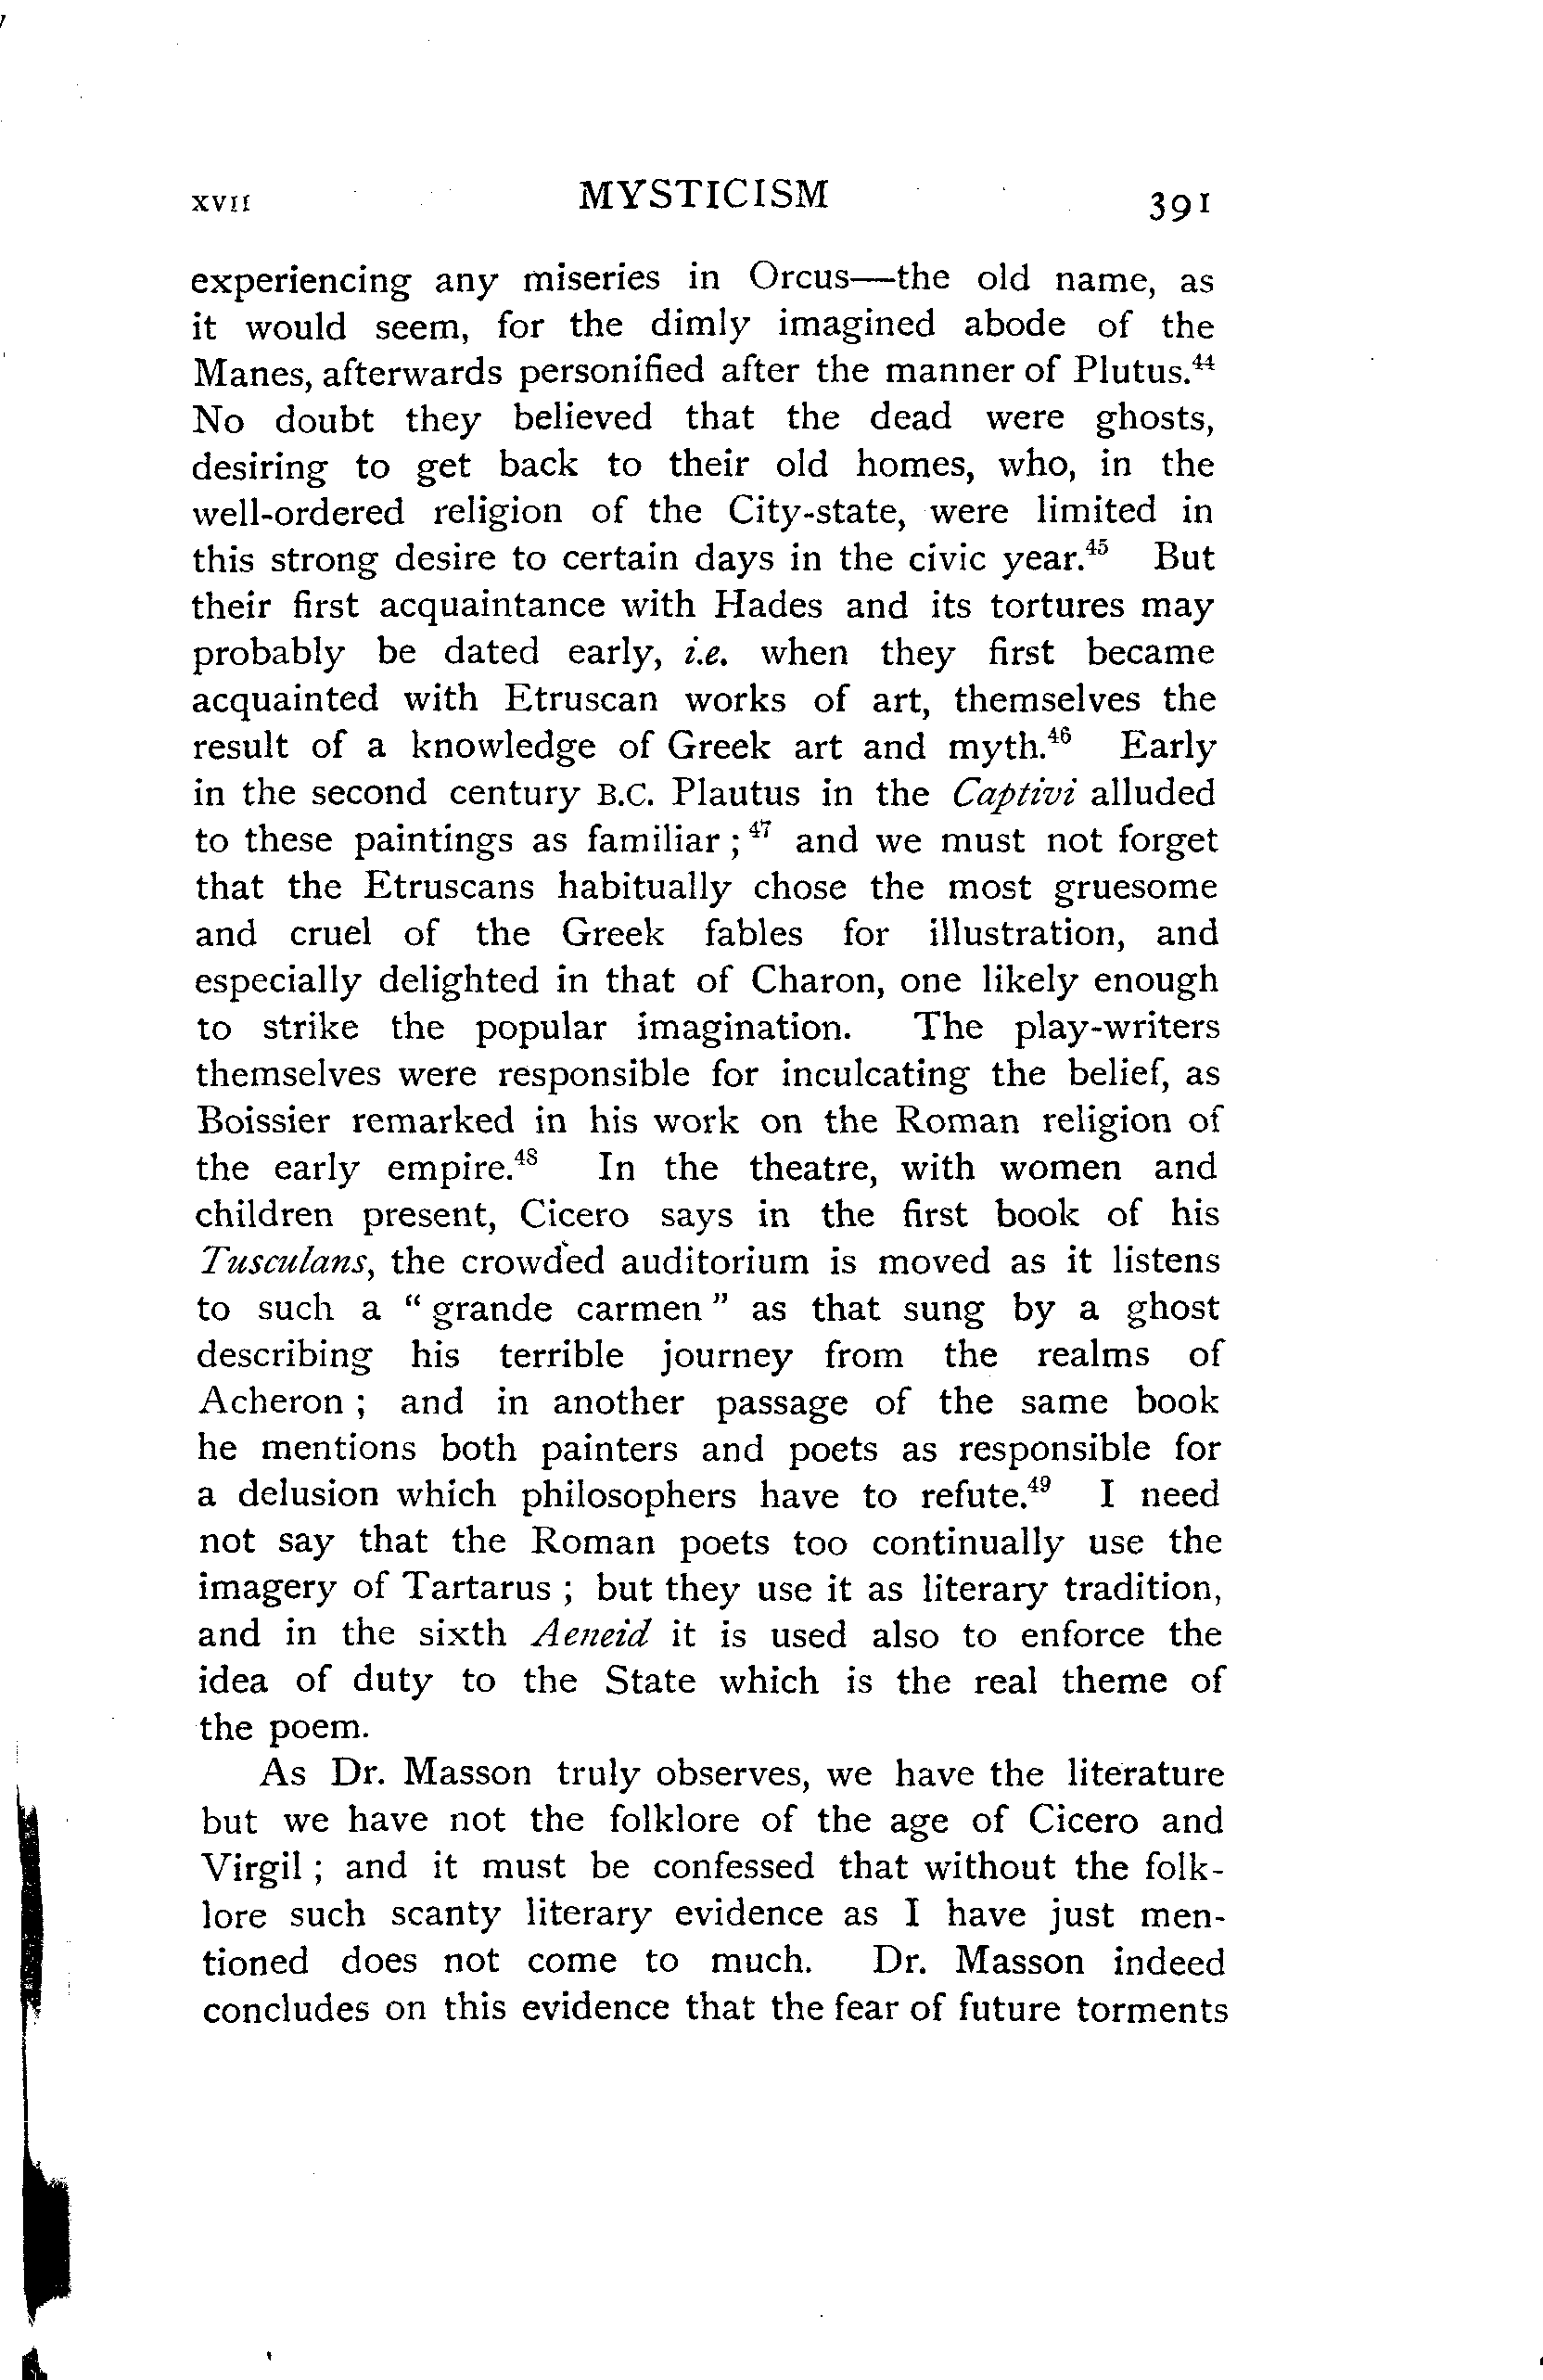 xvii MYSTICISM 391
experiencing any miseries in Orcus—the old name, as
it would seem, for the dimly imagined abode of the
Manes, afterwards personified after the manner of Plutus.⁴⁴
No doubt they believed that the dead were ghosts,
desiring to get back to their old homes, who, in the
well-ordered religion of the City-state, were limited in
this strong desire to certain days in the civic year.⁴⁵ But
their first acquaintance with Hades and its tortures may
probably be dated early, i.e. when they first became
acquainted with Etruscan works of art, themselves the
result of a knowledge of Greek art and myth.⁴⁶ Early
in the second century B.C. Plautus in the Captivi alluded
to these paintings as familiar ; ⁴⁷ and we must not forget
that the Etruscans habitually chose the most gruesome
and cruel of the Greek fables for illustration, and
especially delighted in that of Charon, one likely enough
to strike the popular imagination. The play-writers
themselves were responsible for inculcating the belief, as
Boissier remarked in his work on the Roman religion of
the early empire.⁴⁸ In the theatre, with women and
children present, Cicero says in the first book of his
Tusculans, the crowded auditorium is moved as it listens
to such a " grande carmen " as that sung by a ghost
describing his terrible journey from the realms of
Acheron ; and in another passage of the same book
he mentions both painters and poets as responsible for
a delusion which philosophers have to refute.⁴⁹ I need
not say that the Roman poets too continually use the
imagery of Tartarus ; but they use it as literary tradition,
and in the sixth Aeneid it is used also to enforce the
idea of duty to the State which is the real theme of
the poem.
As Dr. Masson truly observes, we have the literature
but we have not the folklore of the age of Cicero and
Virgil ; and it must be confessed that without the folk-
lore such scanty literary evidence as I have just men-
tioned does not come to much. Dr. Masson indeed
concludes on this evidence that the fear of future torments